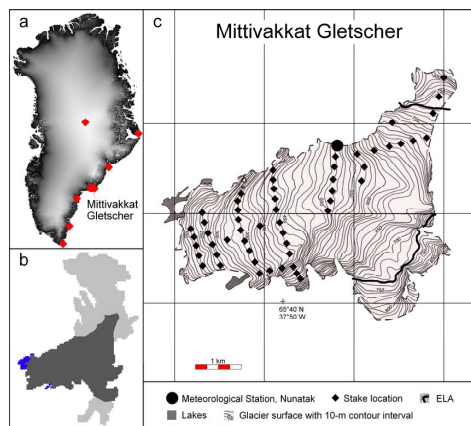 a
Mittivakkat
Gletscher
b
c
Mittivakkat Gletscher
65°40'N
37°50'W
1 km
Meteorological Station, Nunatak
Stake location
ELA
Lakes
Glacier surface with 10-m contour interval